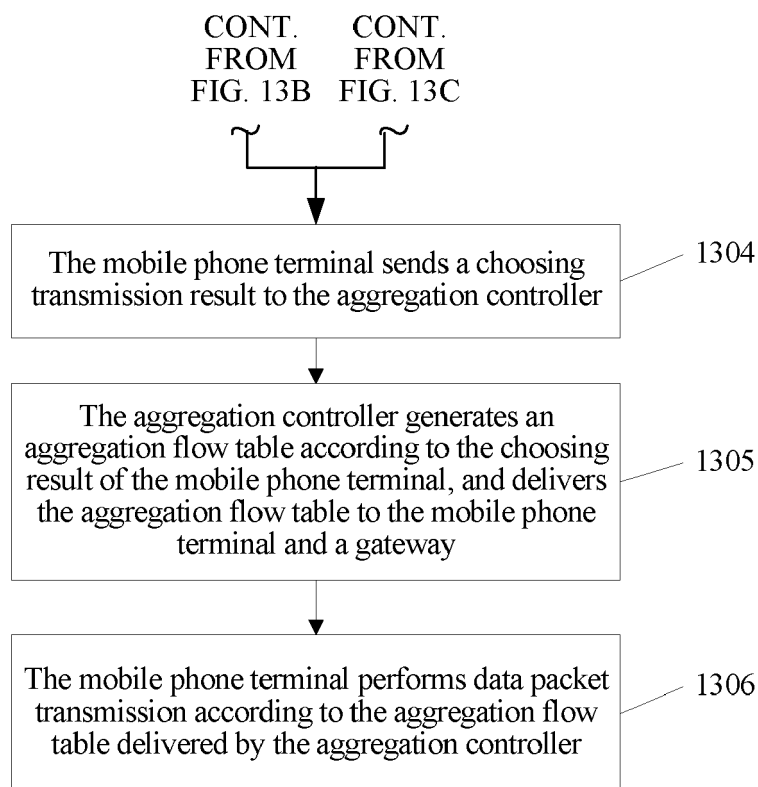 CONT.
FROM
FIG. 13B
CONT.
FROM
FIG. 13C
The mobile phone terminal sends a choosing
transmission result to the aggregation controller
1304
The aggregation controller generates an
aggregation flow table according to the choosing
result of the mobile phone terminal, and delivers
the aggregation flow table to the mobile phone
terminal and a gateway
1305
The mobile phone terminal performs data packet
transmission according to the aggregation flow
table delivered by the aggregation controller
1306